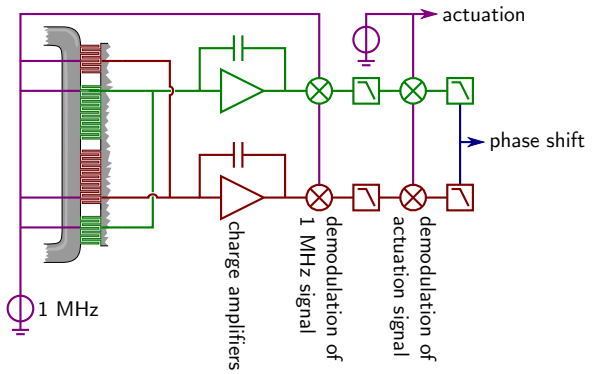 actuation
phase shift
1 MHz
charge amplifiers
demodulation of
1 MHz signal
demodulation of
actuation signal